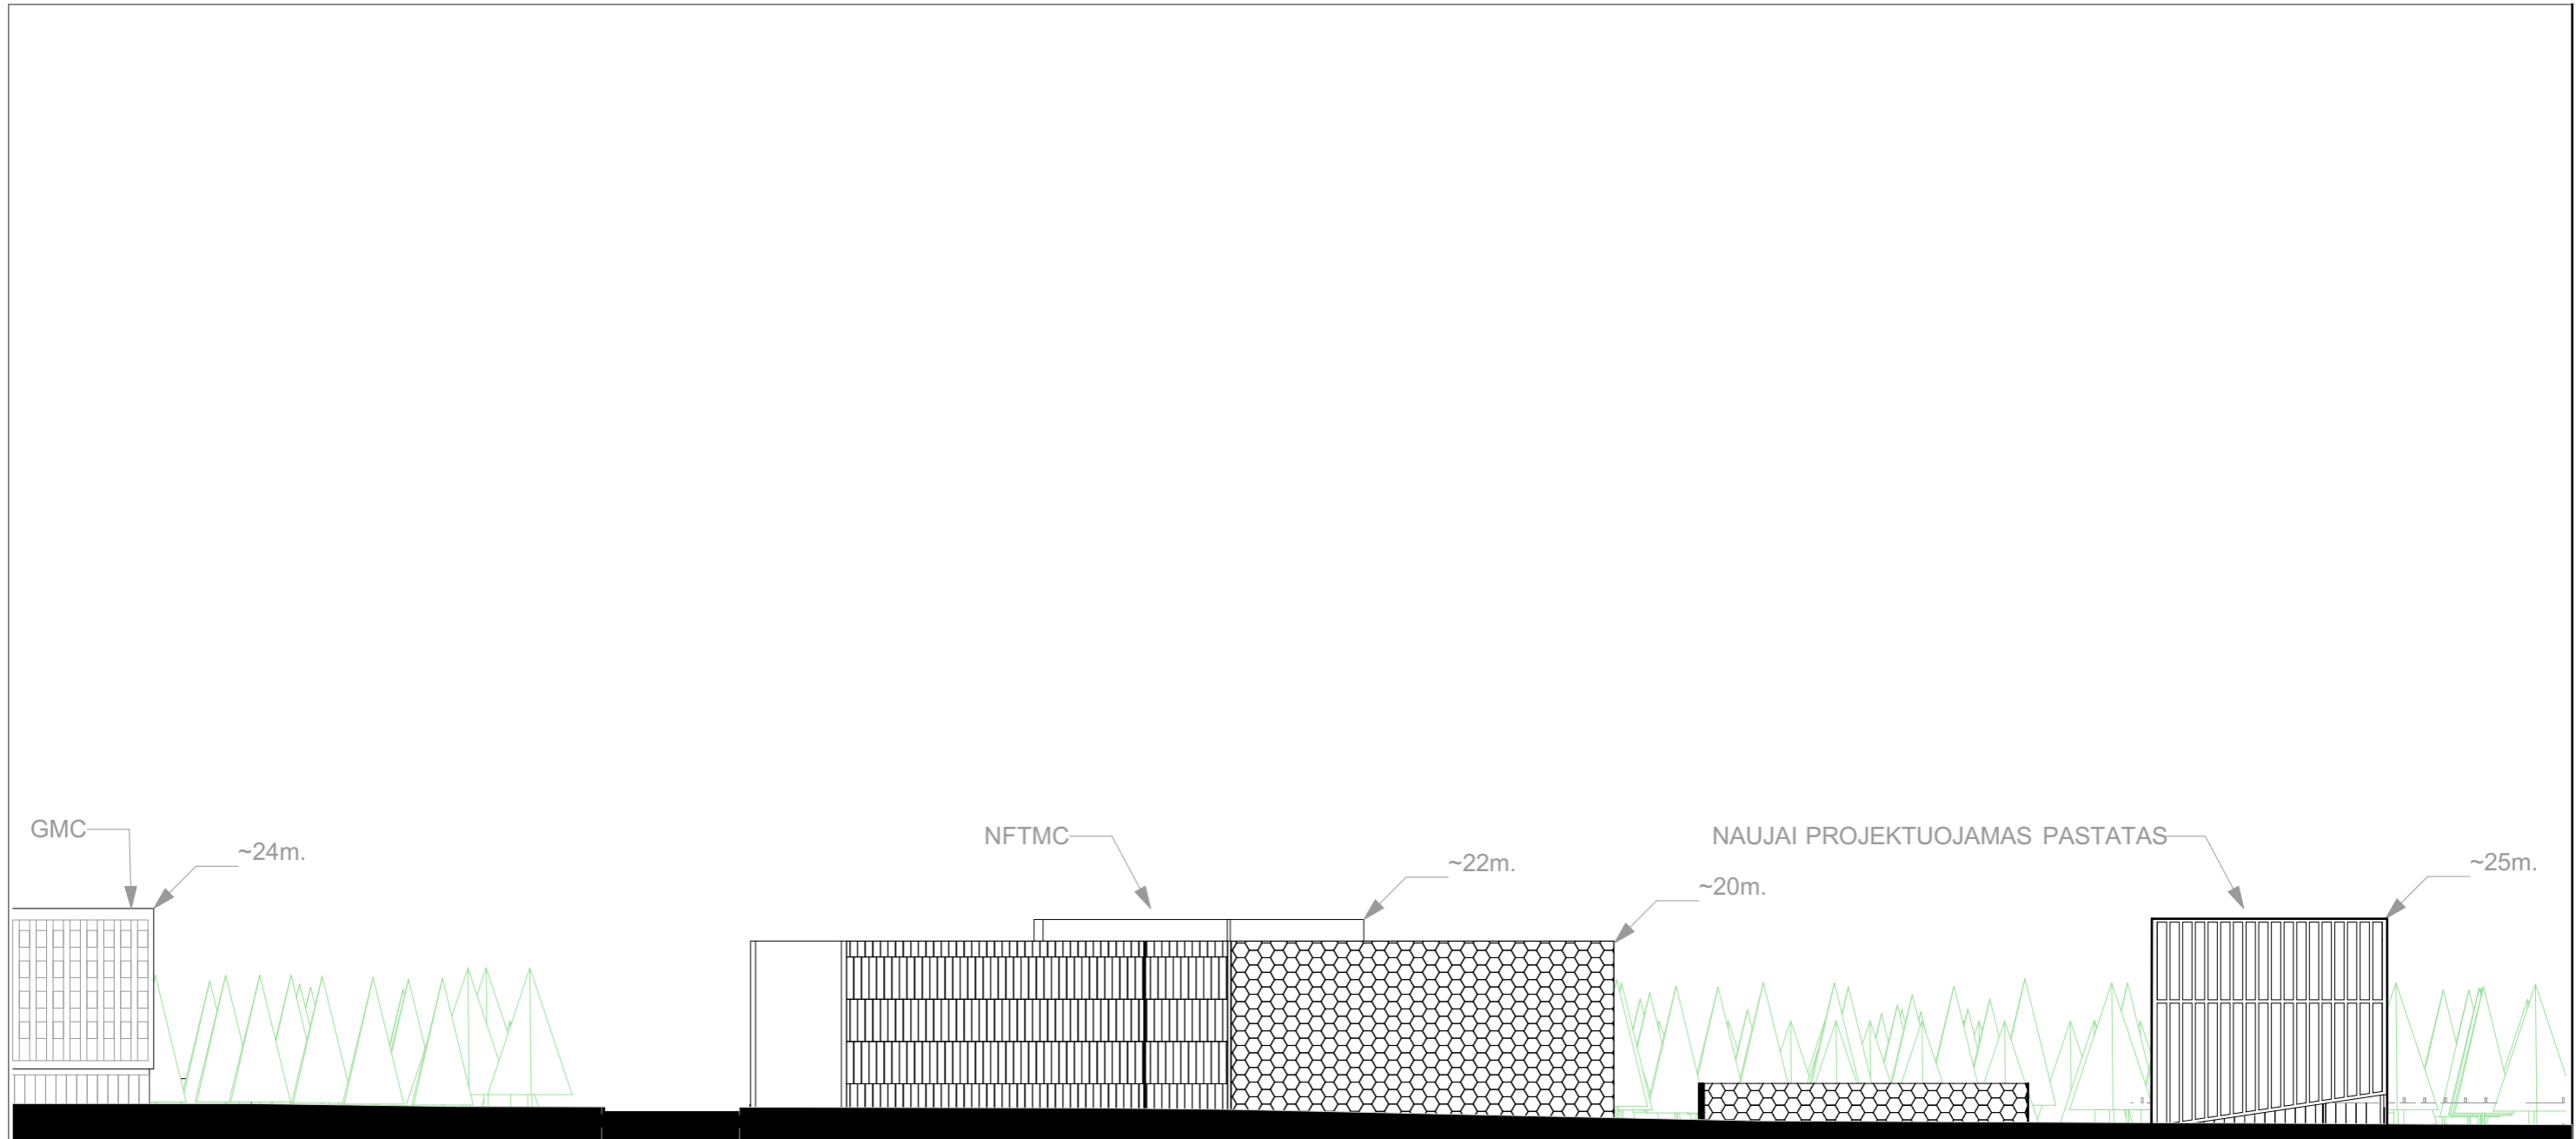 GMC
~24m.
NFTMC
~22m.
~20m.
NAUJAI PROJEKTUOJAMAS PASTATAS
~25m.